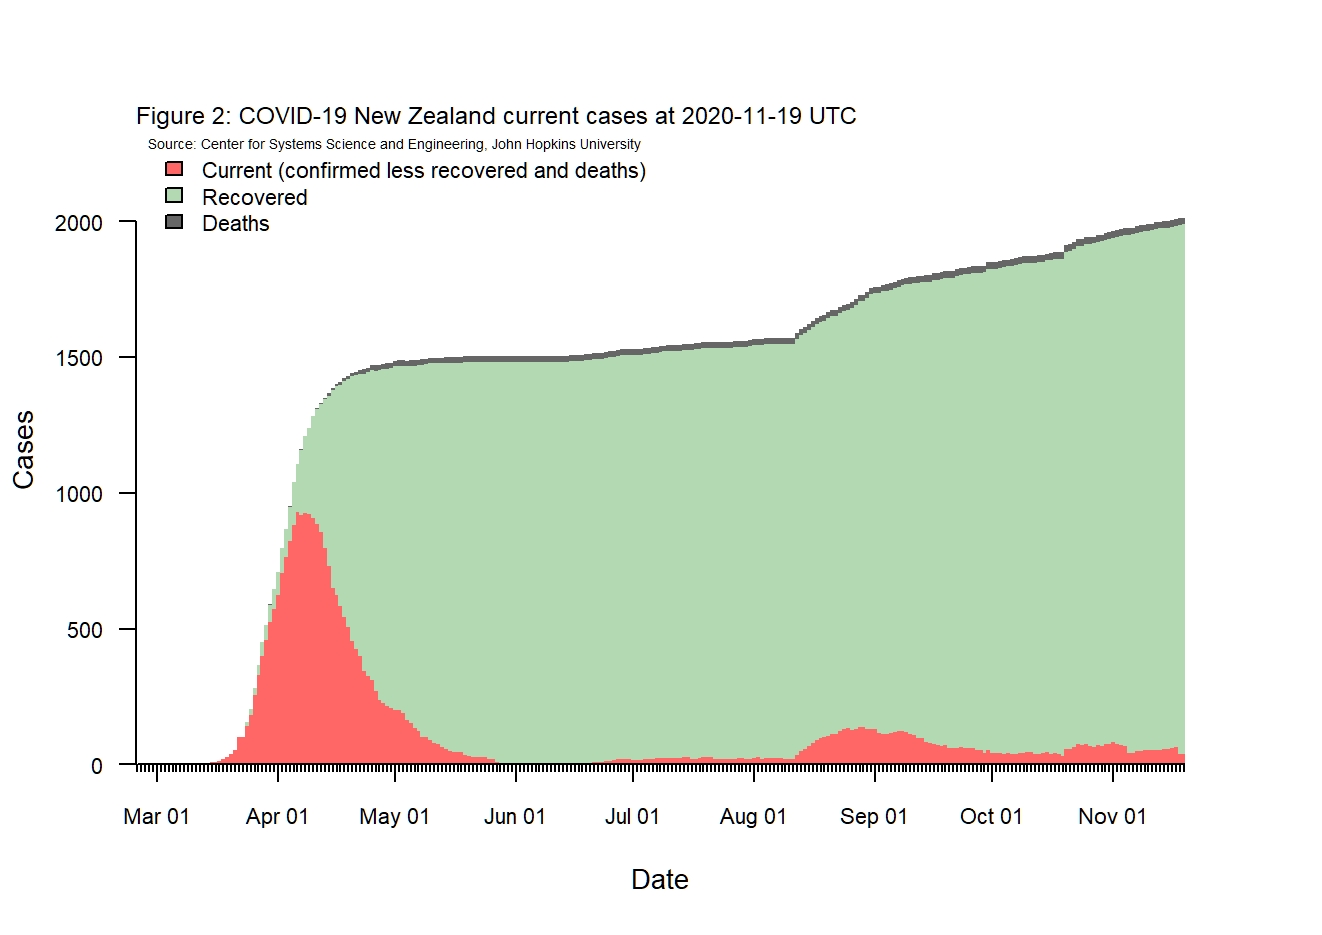 Figure 2: COVID-19 New Zealand current cases at 2020-11-19 UTC
Source: Center for Systems Science and Engineering, John Hopkins University
Current (confirmed less recovered and deaths)
Recovered
Deaths
2000
1500
1000
500
0
Cases
Mar 01 Apr 01 May 01 Jun 01 Jul 01 Aug 01 Sep 01 Oct 01 Nov 01
Date